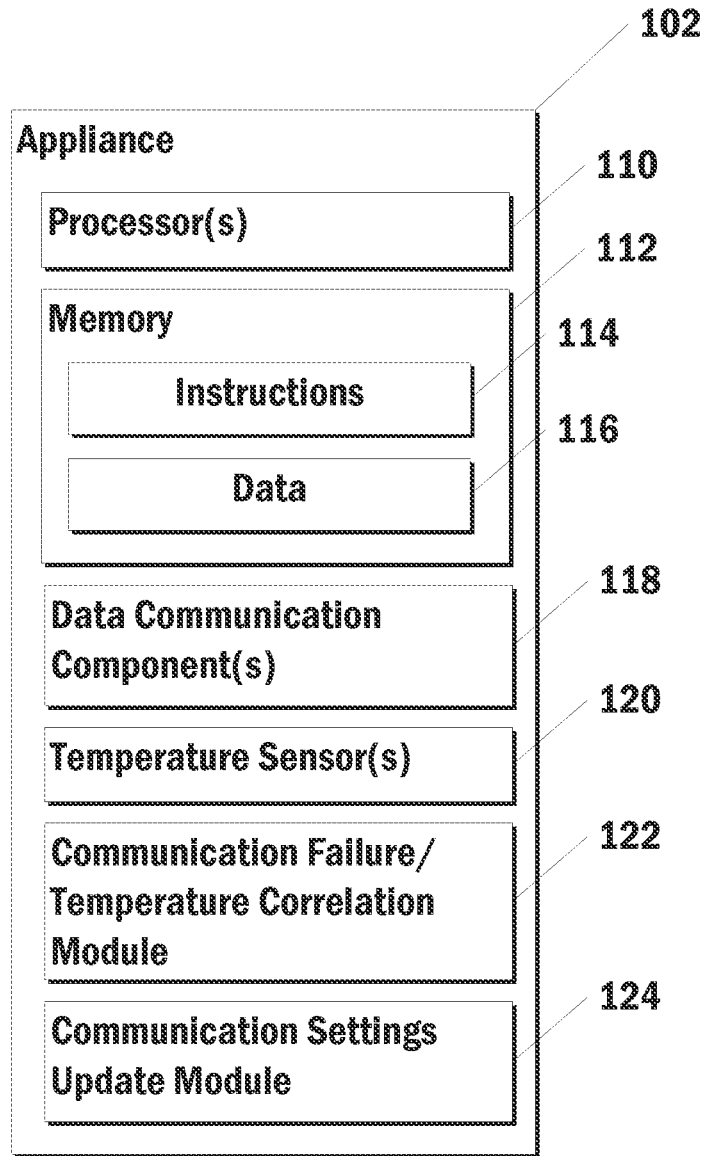 102
Appliance
110
Processor(s)
112
Memory
114
Instructions
116
Data
118
Data Communication
Component(s)
120
Temperature Sensor(s)
122
Communication Failure/
Temperature Correlation
Module
124
Communication Settings
Update Module